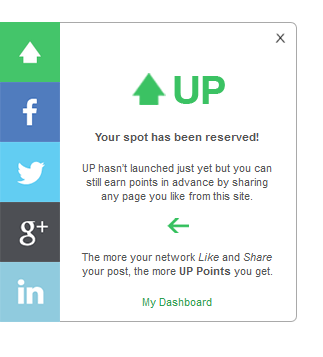 X
UP
Your spot has been reserved!
UP hasn't launched just yet but you can
still earn points in advance by sharing
any page you like from this site.
The more your network Like and Share
your post, the more UP Points you get.
My Dashboard
f
g+
in